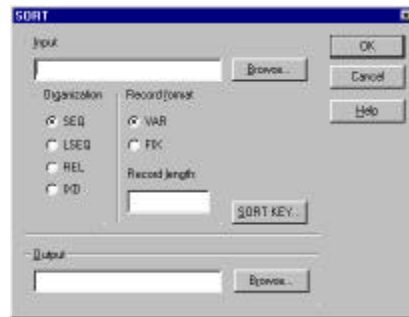 SORT
Input
OK
Browse...
Cancel
Organization
Record format
Help
SEQ
VAR
LSEQ
FIX
REL
Record length
IXD
SORT KEY...
Output
Browse...